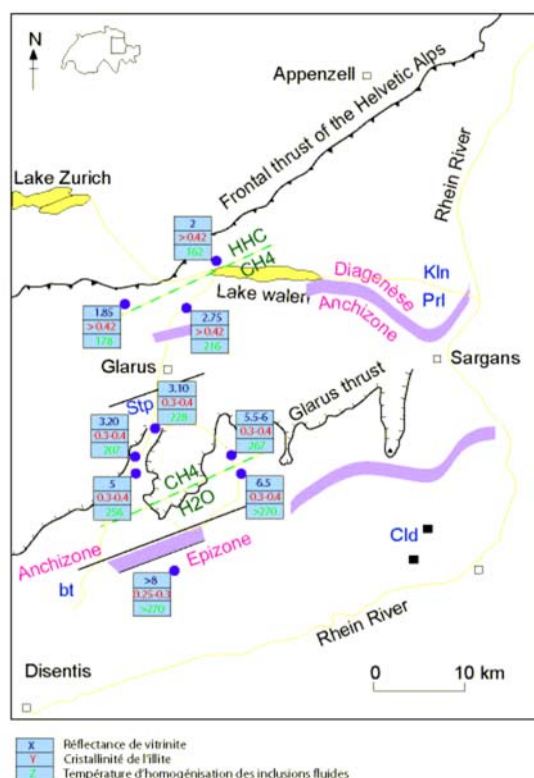 N
Appenzell
Frontal thrust of the Helvetic Alps
Lake Zurich
Rhein River
2
>0.42
162
HHC
CH4
Lake walen
Diagenèse
Anchizone
Kln
Prl
1.85
>0.42
178
2.75
>0.42
216
Glarus
Sargans
Glarus thrust
3.10
0.3-0.4
228
Stp
3.20
0.3-0.4
207
5.5-6
0.3-0.4
267
5
0.3-0.4
256
CH4
H2O
6.5
0.3-0.4
>270
Anchizone
Epizone
Cld
bt
>8
0.25-0.3
>270
Rhein River
Disentis
0 10 km
X Réflectance de vitrinite
Y Cristallinité de l'illite
Z Température d'homogénisation des inclusions fluides